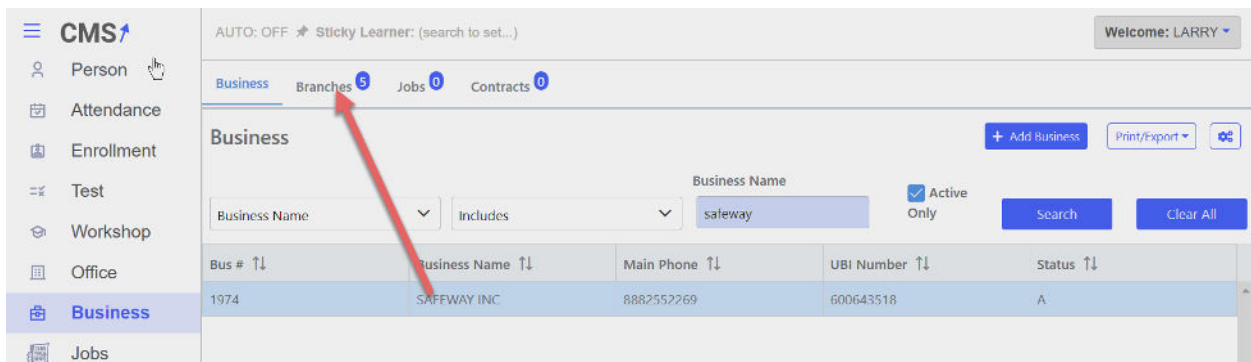 CMS
AUTO: OFF Sticky Learner: (search to set...)
Welcome: LARRY
Person
Attendance
Enrollment
Test
Workshop
Office
Business
Jobs
Business
Branches 5
Jobs 0
Contracts 0
Business
+ Add Business
Print/Export
Business Name
Business Name
Includes
safeway
Active Only
Search
Clear All
Bus # Business Name Main Phone UBI Number Status
1974 SAFEWAY INC 8882552269 600643518 A